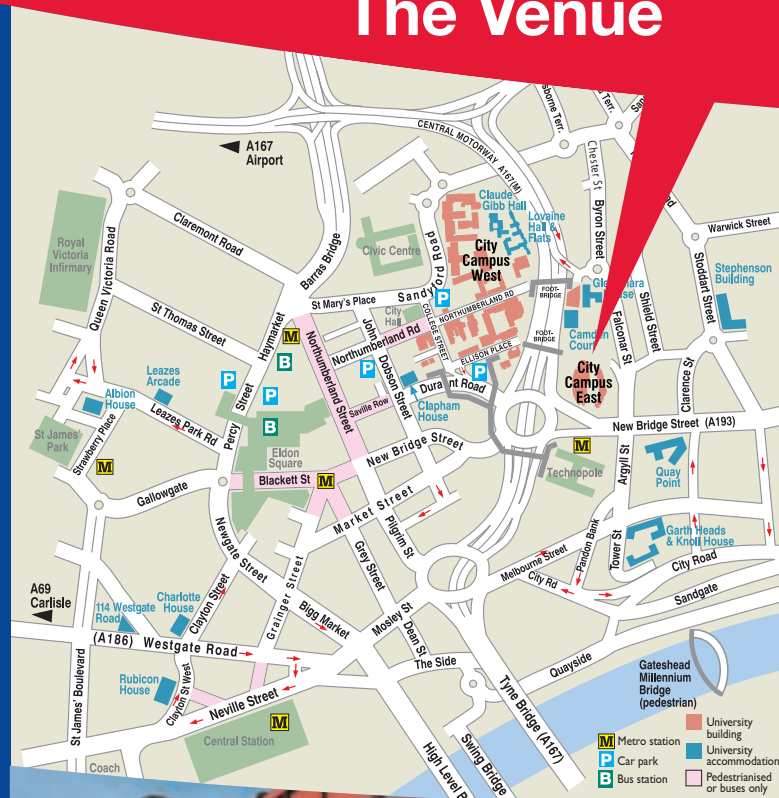 The Venue
A167
Airport
CENTRAL MOTORWAY A167(M)
Chester St
Byron Street
Warwick Street
Stoddart Street
Stephenson
Building
Claude
Gibb Hall
Lovaine
Hall &
Flats
City
Campus
West
Royal
Victoria
Infirmary
Queen Victoria Road
Claremont Road
Barras Bridge
Civic Centre
Sandyford Road
St Mary's Place
St Thomas Street
Haymarket
City
Hall
COLLEGE STREET
NORTHUMBERLAND RD
Northumberland Rd
ELLISON PLACE
FOOT-
BRIDGE
FOOT-
BRIDGE
Camden
Court
Falconar St
Shield Street
City
Campus
East
Clarence St
M
B
P
P
P
P
P
B
Northumberland Street
John Dobson Street
Durant Road
Saville Row
Clapham
House
Leazes
Arcade
Albion
House
Leazes Park Rd
Percy Street
St James'
Park
Strawberry Place
M
Eldon
Square
Blackett St
M
New Bridge Street
New Bridge Street (A193)
M
Technopole
Argyll St
Quay
Point
Gallowgate
Market Street
Pilgrim St
Newgate Street
Grey Street
Grainger Street
Garth Heads
& Knoll House
Tower St
Pandon Bank
Melbourne Street
City Rd
City Road
Sandgate
A69
Carlisle
114 Westgate
Road
Charlotte
House
Clayton Street
Bigg Market
Mosley St
Dean St
The Side
(A186) Westgate Road
Quayside
Gateshead
Millennium
Bridge
(pedestrian)
Rubicon
House
Clayton St West
Neville Street
M
Central Station
St James' Boulevard
Coach
Tyne Bridge (A167)
Swing Bridge
High Level
M Metro station
P Car park
B Bus station
University
building
University
accommodation
Pedestrianised
or buses only